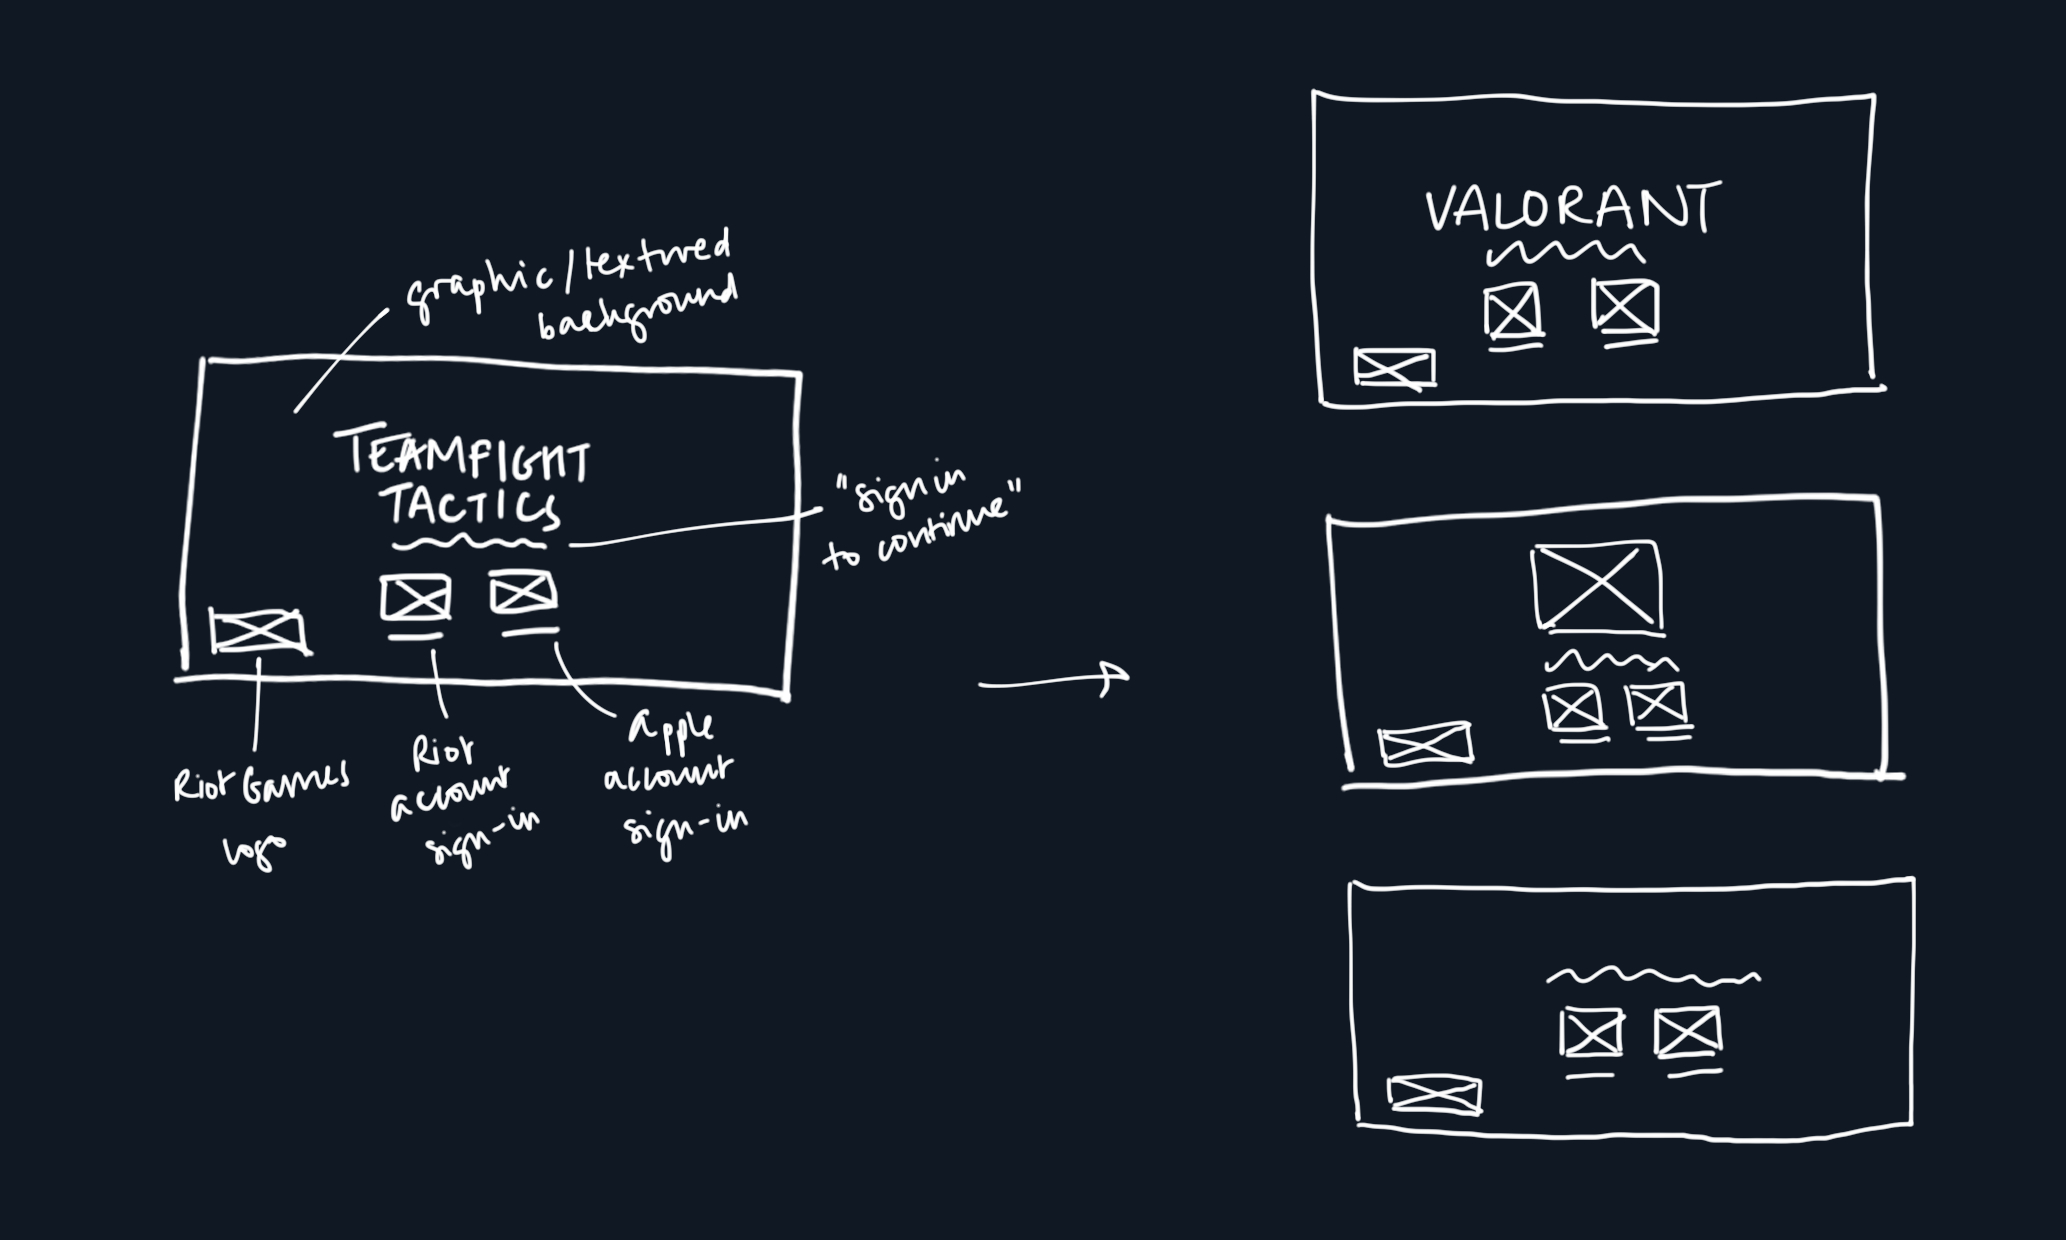 graphic/textured
background
TEAMFIGHT
TACTICS
"sign in
to continue"
Riot Games
logo
Riot
account
sign-in
apple
account
sign-in
VALORANT